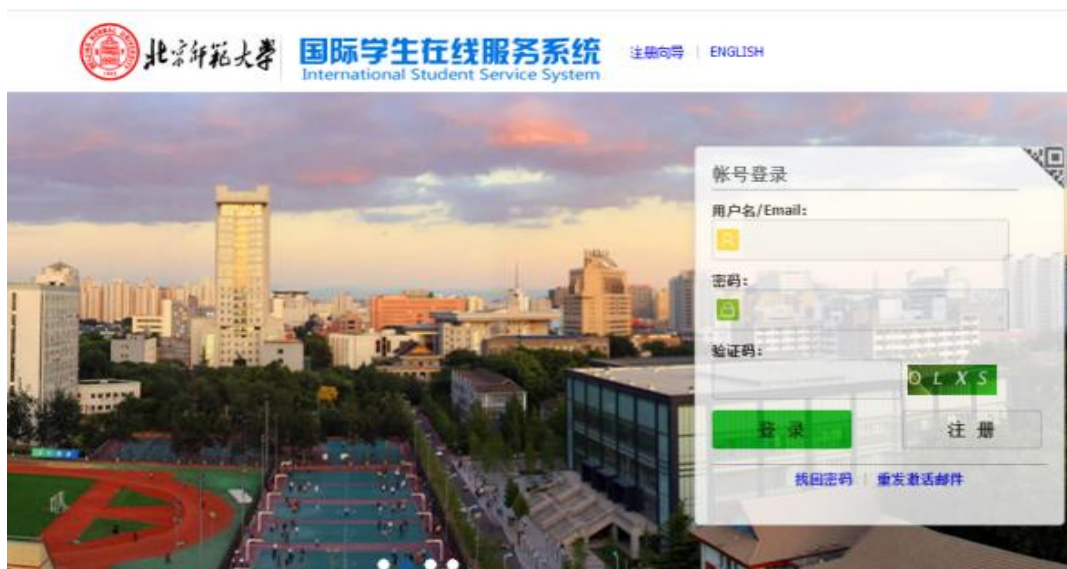 北京师范大学
国际学生在线服务系统
International Student Service System
注册向导 | ENGLISH
帐号登录
用户名/Email:
密码:
验证码:
O L X S
登 录
注 册
找回密码 | 重发激活邮件